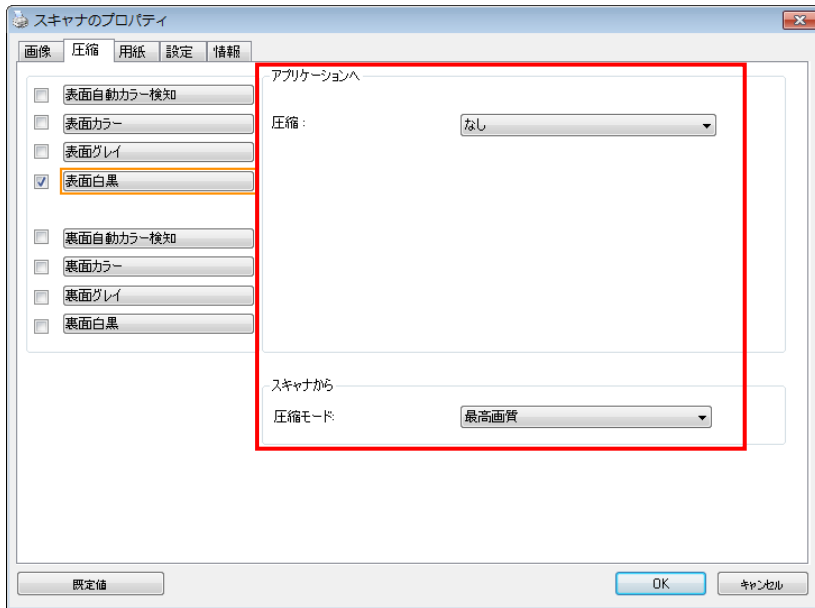 スキャナのプロパティ
画像 圧縮 用紙 設定 情報
アプリケーションへ
表面自動カラー検知
圧縮： なし
表面カラー
表面グレイ
表面白黒
裏面自動カラー検知
裏面カラー
裏面グレイ
裏面白黒
スキャナから
圧縮モード: 最高画質
既定値 OK キャンセル